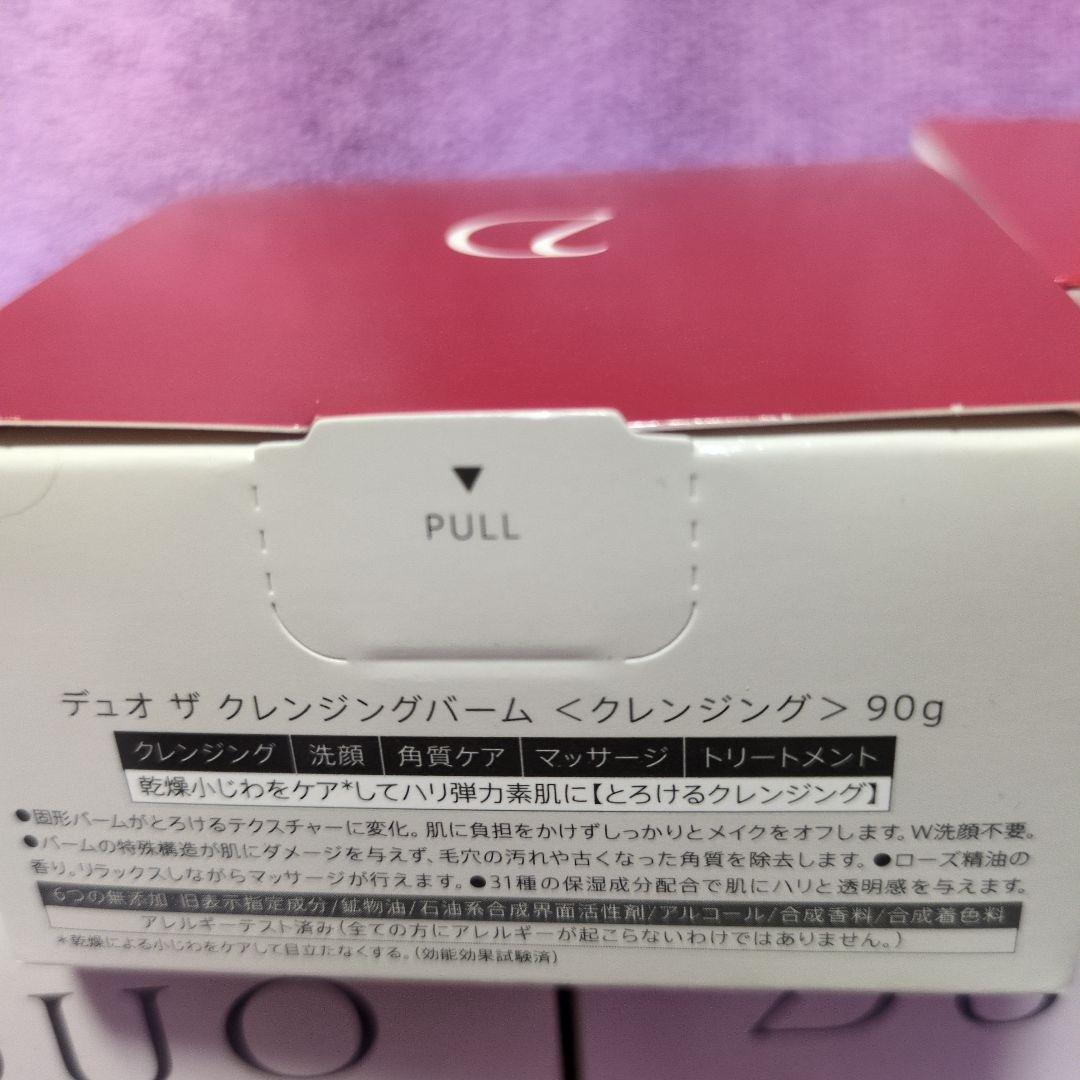 D
PULL
デュオ ザ クレンジングバーム <クレンジング> 90g
クレンジング 洗顔 角質ケア マッサージ トリートメント
乾燥小じわをケア*してハリ弾力素肌に【とろけるクレンジング】
●固形バームがとろけるテクスチャーに変化。肌に負担をかけずしっかりとメイクをオフします。W洗顔不要。
●バームの特殊構造が肌にダメージを与えず、毛穴の汚れや古くなった角質を除去します。●ローズ精油の
香り。リラックスしながらマッサージが行えます。●31種の保湿成分配合で肌にハリと透明感を与えます。
6つの無添加 旧表示指定成分/鉱物油/石油系合成界面活性剤/アルコール/合成香料/合成着色料
アレルギーテスト済み(全ての方にアレルギーが起こらないわけではありません。)
*乾燥による小じわをケアして目立たなくする。(効能効果試験済)
DUO